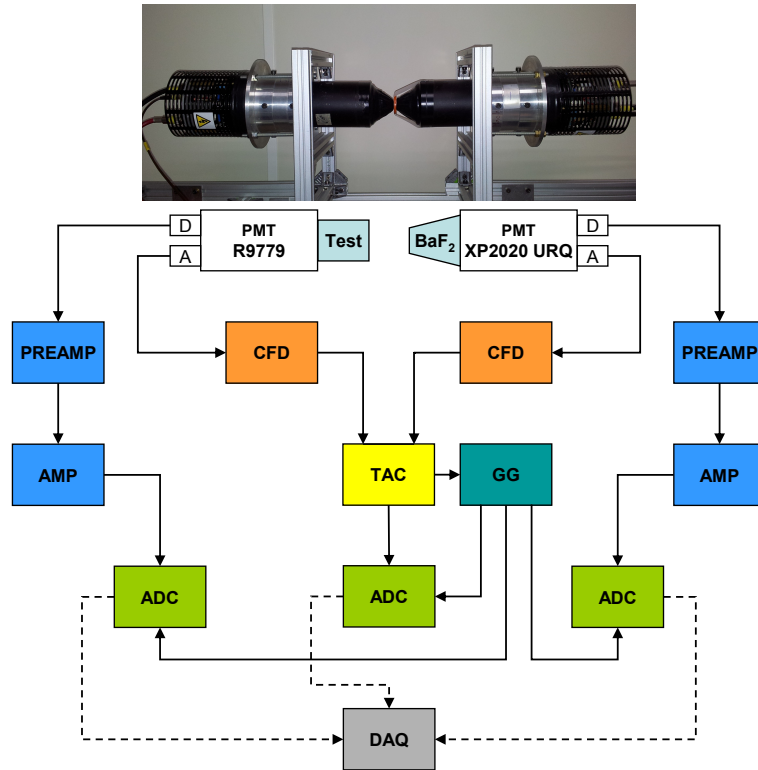 D
PMT
R9779
A
Test
BaF₂
PMT
XP2020 URQ
D
A
PREAMP
CFD
CFD
PREAMP
AMP
TAC
GG
AMP
ADC
ADC
ADC
DAQ